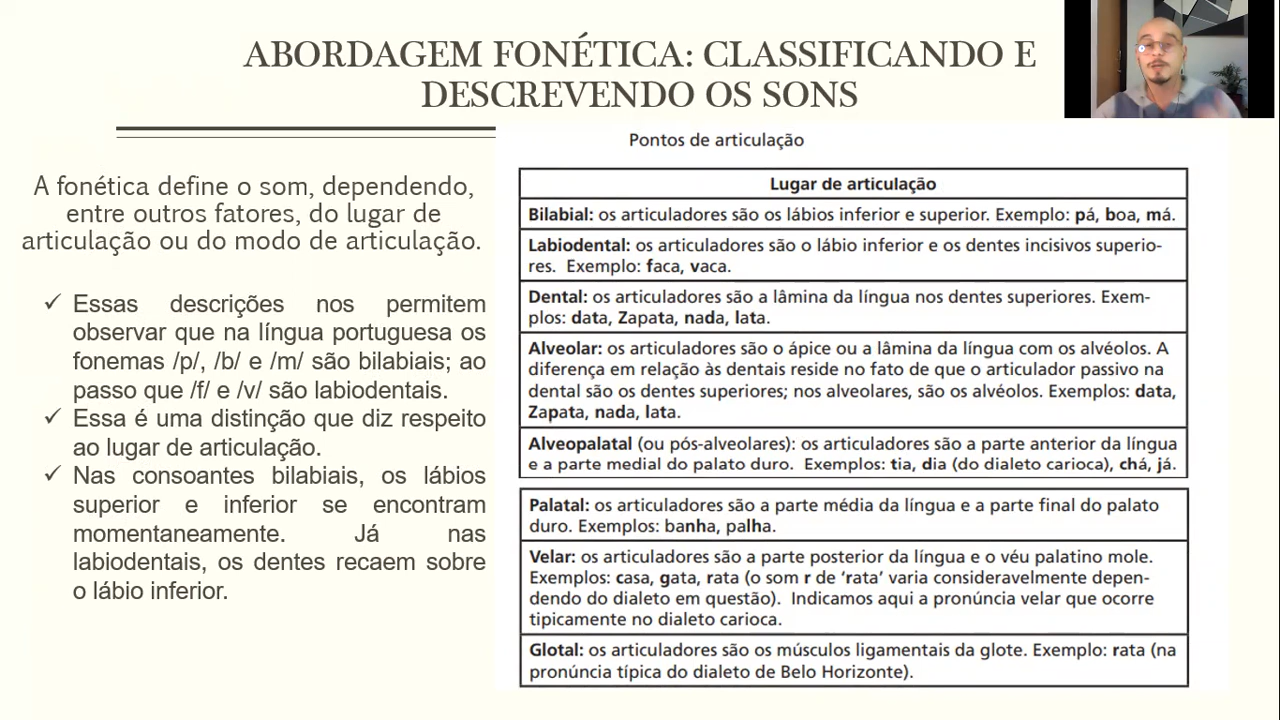 ABORDAGEM FONÉTICA: CLASSIFICANDO E
DESCREVENDO OS SONS
A fonética define o som, dependendo,
entre outros fatores, do lugar de
articulação ou do modo de articulação.
✓ Essas descrições nos permitem
observar que na língua portuguesa os
fonemas /p/, /b/ e /m/ são bilabiais; ao
passo que /f/ e /v/ são labiodentais.
✓ Essa é uma distinção que diz respeito
ao lugar de articulação.
✓ Nas consoantes bilabiais, os lábios
superior e inferior se encontram
momentaneamente. Já nas
labiodentais, os dentes recaem sobre
o lábio inferior.
Pontos de articulação
Lugar de articulação
Bilabial: os articuladores são os lábios inferior e superior. Exemplo: pá, boa, má.
Labiodental: os articuladores são o lábio inferior e os dentes incisivos superio-
res. Exemplo: faca, vaca.
Dental: os articuladores são a lâmina da língua nos dentes superiores. Exem-
plos: data, Zapata, nada, lata.
Alveolar: os articuladores são o ápice ou a lâmina da língua com os alvéolos. A
diferença em relação às dentais reside no fato de que o articulador passivo na
dental são os dentes superiores; nos alveolares, são os alvéolos. Exemplos: data,
Zapata, nada, lata.
Alveopalatal (ou pós-alveolares): os articuladores são a parte anterior da língua
e a parte medial do palato duro. Exemplos: tia, dia (do dialeto carioca), chá, já.
Palatal: os articuladores são a parte média da língua e a parte final do palato
duro. Exemplos: banha, palha.
Velar: os articuladores são a parte posterior da língua e o véu palatino mole.
Exemplos: casa, gata, rata (o som r de ‘rata’ varia consideravelmente depen-
dendo do dialeto em questão). Indicamos aqui a pronúncia velar que ocorre
tipicamente no dialeto carioca.
Glotal: os articuladores são os músculos ligamentais da glote. Exemplo: rata (na
pronúncia típica do dialeto de Belo Horizonte).